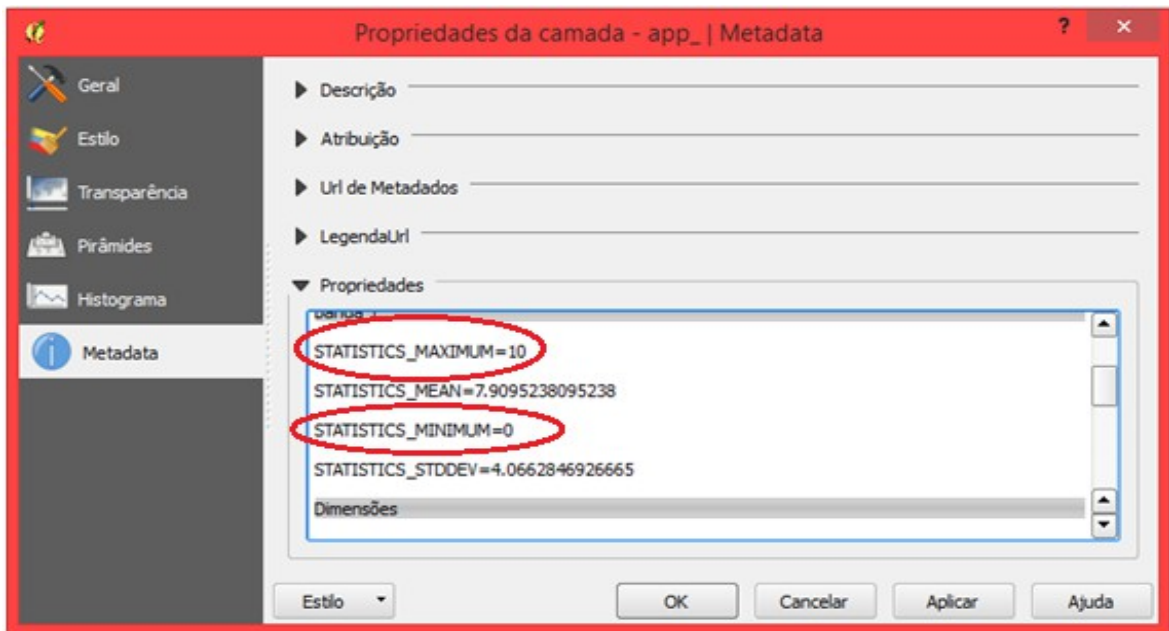 Propriedades da camada - app_ | Metadata
?
×
Geral
Estilo
Transparência
Pirâmides
Histograma
Metadata
Descrição
Atribuição
Url de Metadados
LegendaUrl
Propriedades
STATISTICS_MAXIMUM=10
STATISTICS_MEAN=7.9095238095238
STATISTICS_MINIMUM=0
STATISTICS_STDDEV=4.0662846926665
Dimensões
Estilo
OK
Cancelar
Aplicar
Ajuda